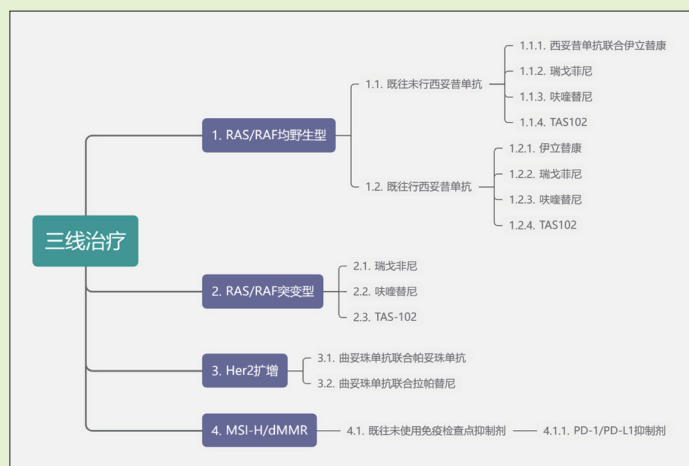 三线治疗
1. RAS/RAF均野生型
1.1. 既往未行西妥昔单抗
1.1.1. 西妥昔单抗联合伊立替康
1.1.2. 瑞戈菲尼
1.1.3. 呋喹替尼
1.1.4. TAS102
1.2. 既往行西妥昔单抗
1.2.1. 伊立替康
1.2.2. 瑞戈菲尼
1.2.3. 呋喹替尼
1.2.4. TAS102
2. RAS/RAF突变型
2.1. 瑞戈非尼
2.2. 呋喹替尼
2.3. TAS-102
3. Her2扩增
3.1. 曲妥珠单抗联合帕妥珠单抗
3.2. 曲妥珠单抗联合拉帕替尼
4. MSI-H/dMMR
4.1. 既往未使用免疫检查点抑制剂
4.1.1. PD-1/PD-L1抑制剂